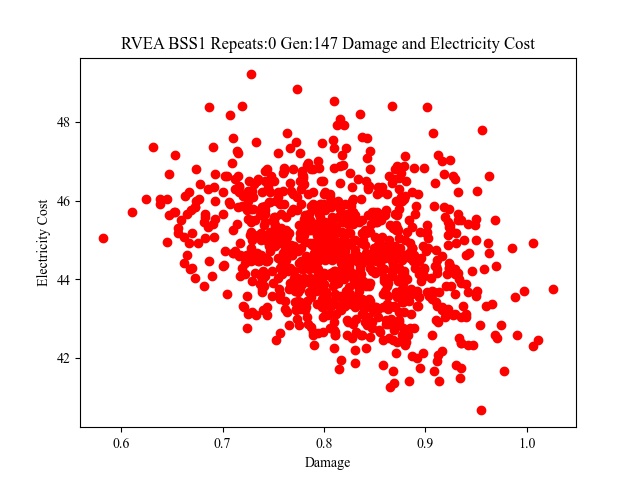 RVEA BSS1 Repeats:0 Gen:147 Damage and Electricity Cost
48
46
44
42
Electricity Cost
0.6 0.7 0.8 0.9 1.0
Damage